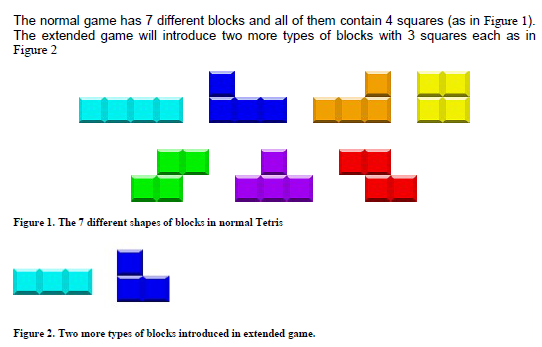 The normal game has 7 different blocks and all of them contain 4 squares (as in Figure 1).
The extended game will introduce two more types of blocks with 3 squares each as in
Figure 2
Figure 1. The 7 different shapes of blocks in normal Tetris
Figure 2. Two more types of blocks introduced in extended game.